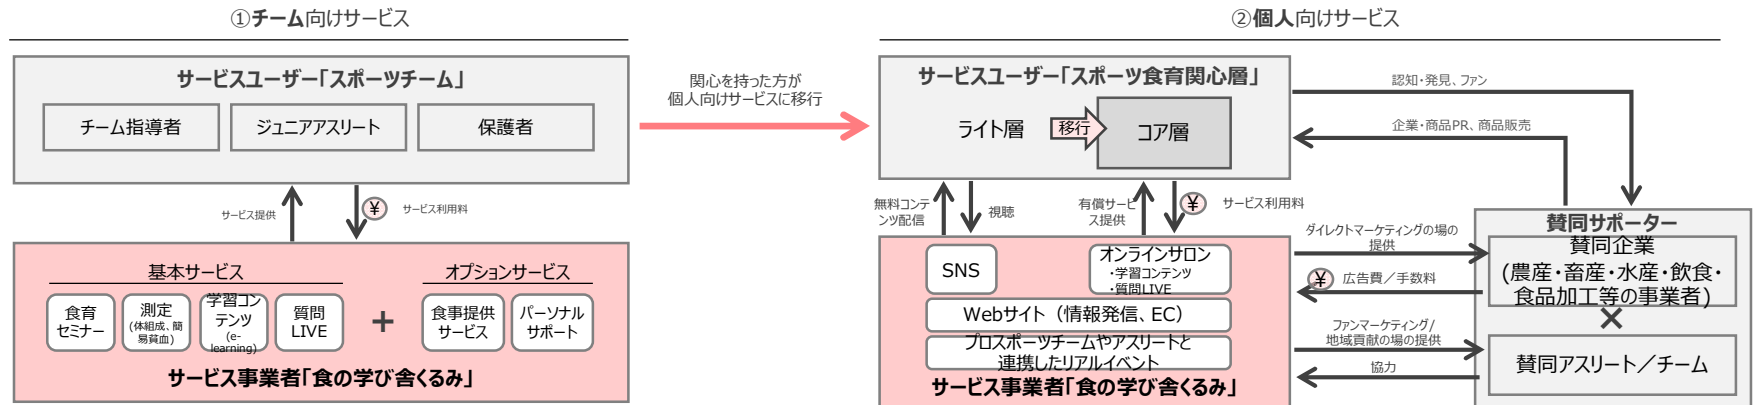 ①チーム向けサービス
サービスユーザー「スポーツチーム」
チーム指導者
ジュニアアスリート
保護者
サービス提供
¥
サービス利用料
基本サービス
オプションサービス
食育
セミナー
測定
(体組成、簡
易貧血)
学習コン
テンツ
(e-
learning)
質問
LIVE
+
食事提供
サービス
パーソナル
サポート
サービス事業者「食の学び舎くるみ」
関心を持った方が
個人向けサービスに移行
②個人向けサービス
サービスユーザー「スポーツ食育関心層」
ライト層
移行
コア層
認知・発見、ファン
企業・商品PR、商品販売
無料コンテ
ンツ配信
視聴
有償サービ
ス提供
¥
サービス利用料
SNS
オンラインサロン
・学習コンテンツ
・質問LIVE
Webサイト（情報発信、EC）
プロスポーツチームやアスリートと
連携したリアルイベント
サービス事業者「食の学び舎くるみ」
ダイレクトマーケティングの場の
提供
¥
広告費／手数料
ファンマーケティング/
地域貢献の場の提供
協力
賛同サポーター
賛同企業
(農産・畜産・水産・飲食・
食品加工等の事業者)
×
賛同アスリート／チーム